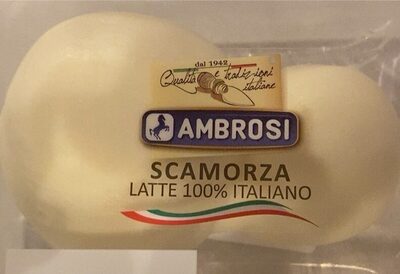 dal 1942
Qualità e tradizioni
italiane
AMBROSI
SCAMORZA
LATTE 100% ITALIANO